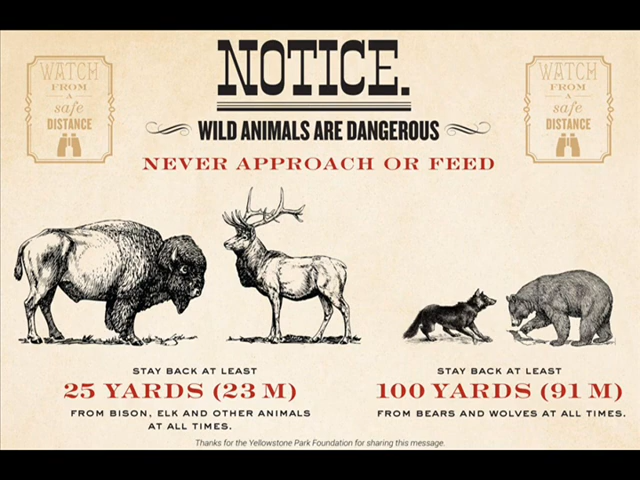 NOTICE.
WATCH
FROM
A
safe
DISTANCE
WATCH
FROM
A
safe
DISTANCE
WILD ANIMALS ARE DANGEROUS
NEVER APPROACH OR FEED
STAY BACK AT LEAST
25 YARDS (23 M)
FROM BISON, ELK AND OTHER ANIMALS
AT ALL TIMES.
STAY BACK AT LEAST
100 YARDS (91 M)
FROM BEARS AND WOLVES AT ALL TIMES.
Thanks for the Yellowstone Park Foundation for sharing this message.